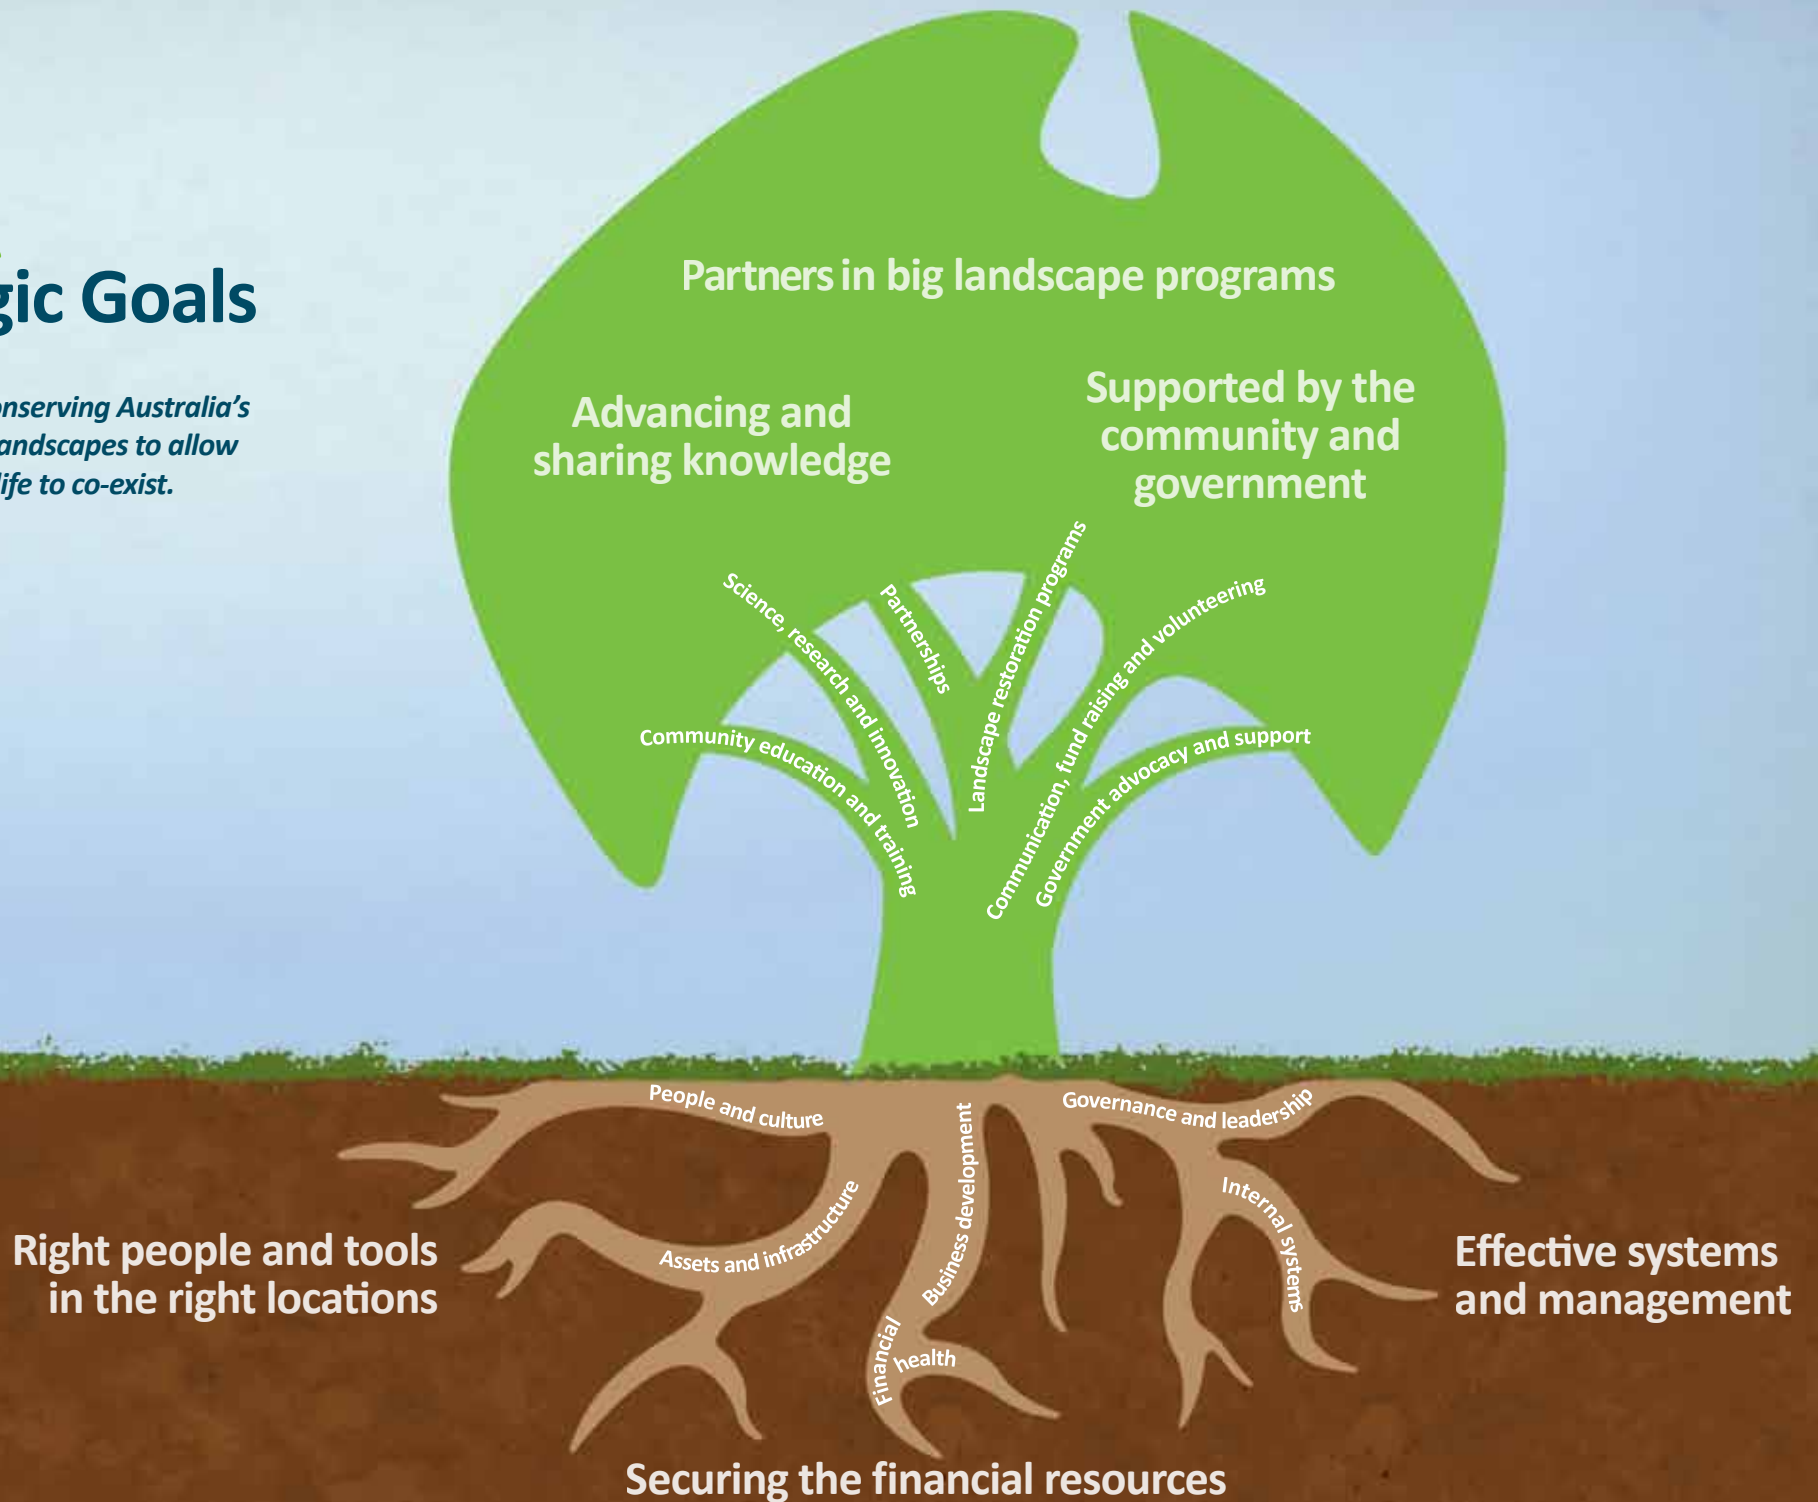 gic Goals
onserving Australia's
andscapes to allow
life to co-exist.
Partners in big landscape programs
Advancing and
sharing knowledge
Supported by the
community and
government
Community education and training
Science, research and innovation
Partnerships
Landscape restoration programs
Communication, fund raising and volunteering
Government advocacy and support
People and culture
Assets and infrastructure
Business development
Financial
health
Governance and leadership
Internal systems
Right people and tools
in the right locations
Effective systems
and management
Securing the financial resources